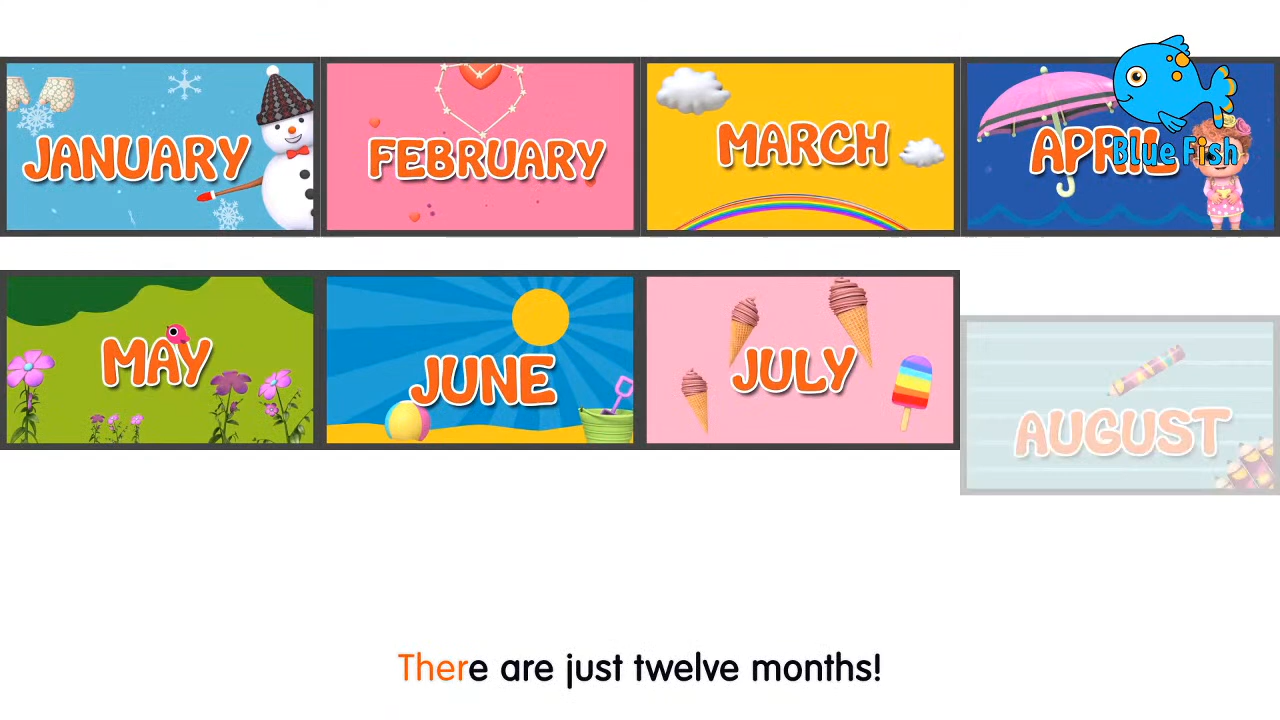 JANUARY
FEBRUARY
MARCH
APRIL
Blue Fish
MAY
JUNE
JULY
AUGUST
There are just twelve months!